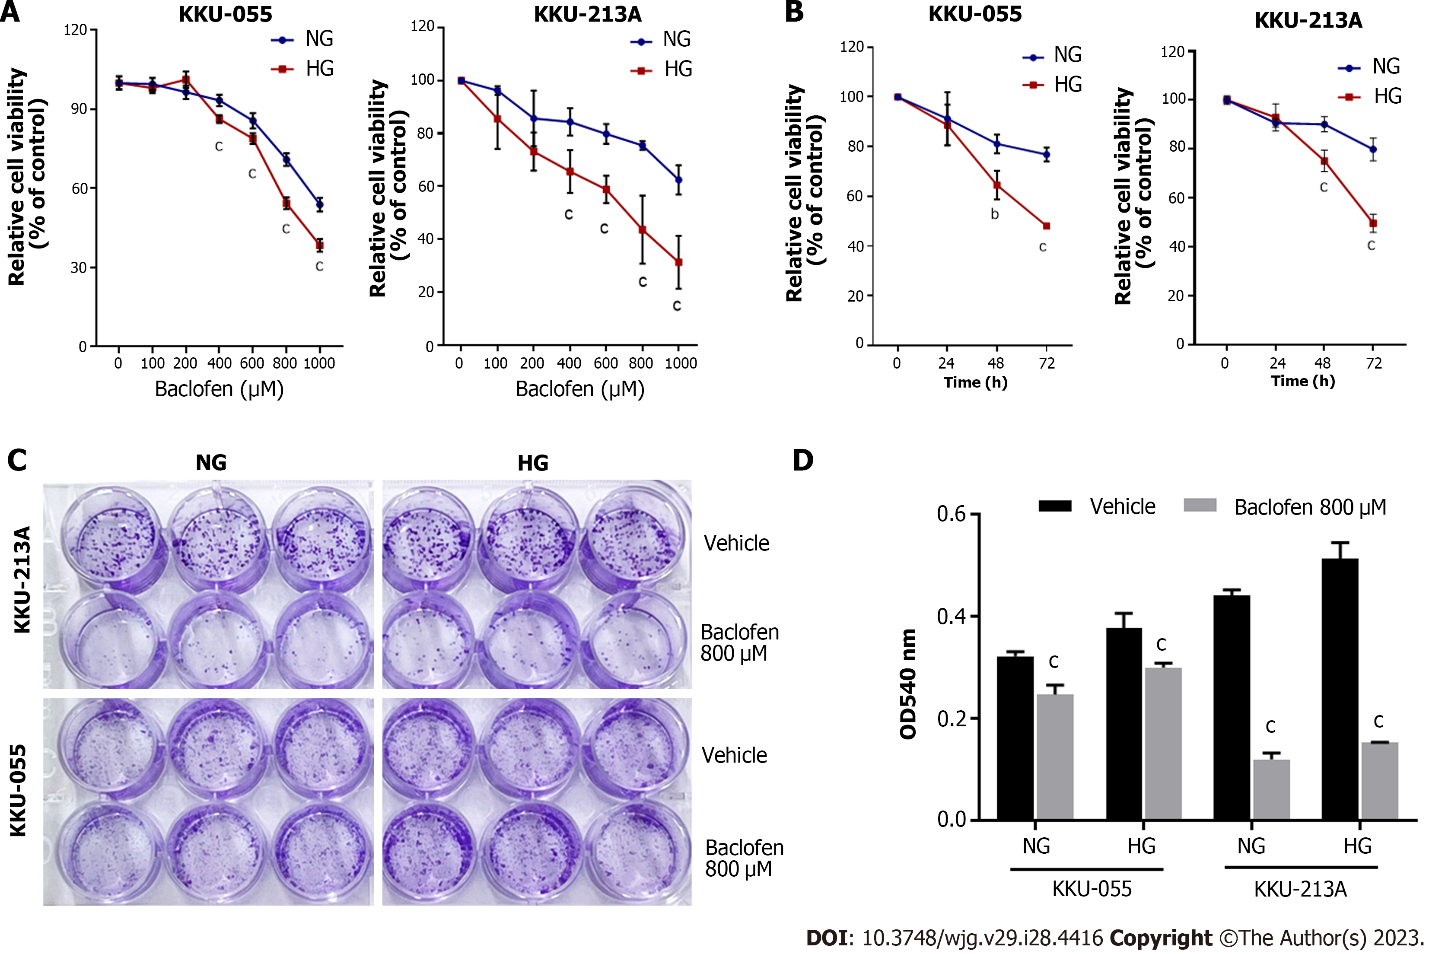 A
KKU-055
KKU-213A
B
KKU-055
KKU-213A
Relative cell viability
(% of control)
120
90
60
30
0
NG
HG
c
c
c
c
0 100 200 400 600 800 1000
Baclofen (µM)
Relative cell viability
(% of control)
120
100
80
60
40
20
0
NG
HG
c
c
c
c
0 100 200 400 600 800 1000
Baclofen (µM)
Relative cell viability
(% of control)
120
100
80
60
40
20
0
NG
HG
b
c
0 24 48 72
Time (h)
Relative cell viability
(% of control)
120
100
80
60
40
20
0
NG
HG
c
c
0 24 48 72
Time (h)
C
NG HG
KKU-213A
Vehicle
Baclofen
800 µM
KKU-055
Vehicle
Baclofen
800 µM
D
Vehicle Baclofen 800 µM
OD540 nm
0.6
0.4
0.2
0.0
c
c
c
c
NG HG NG HG
KKU-055 KKU-213A
DOI: 10.3748/wjg.v29.i28.4416 Copyright ©The Author(s) 2023.